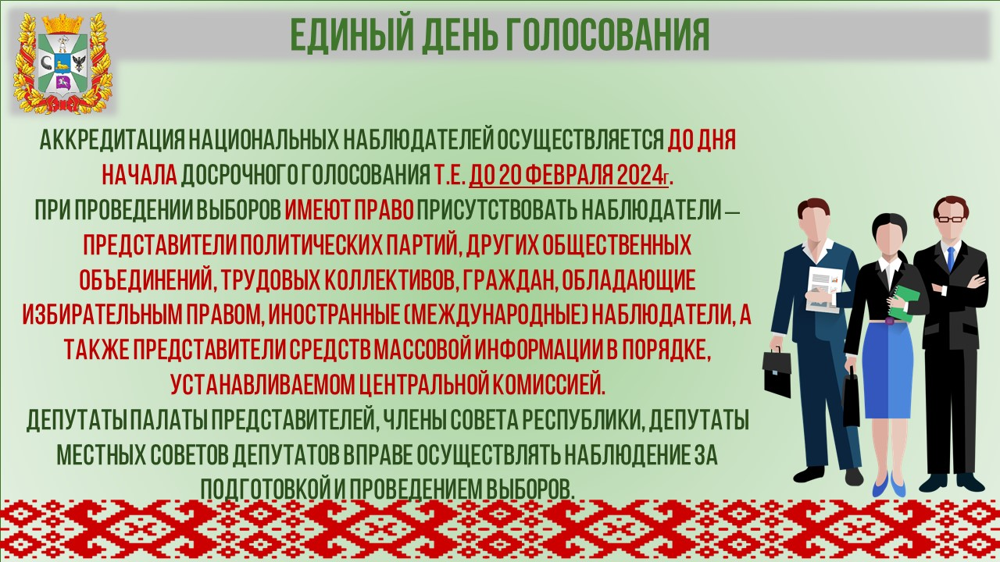 ЕДИНЫЙ ДЕНЬ ГОЛОСОВАНИЯ
АККРЕДИТАЦИЯ НАЦИОНАЛЬНЫХ НАБЛЮДАТЕЛЕЙ ОСУЩЕСТВЛЯЕТСЯ ДО ДНЯ
НАЧАЛА ДОСРОЧНОГО ГОЛОСОВАНИЯ Т.Е. ДО 20 ФЕВРАЛЯ 2024г.
ПРИ ПРОВЕДЕНИИ ВЫБОРОВ ИМЕЮТ ПРАВО ПРИСУТСТВОВАТЬ НАБЛЮДАТЕЛИ –
ПРЕДСТАВИТЕЛИ ПОЛИТИЧЕСКИХ ПАРТИЙ, ДРУГИХ ОБЩЕСТВЕННЫХ
ОБЪЕДИНЕНИЙ, ТРУДОВЫХ КОЛЛЕКТИВОВ, ГРАЖДАН, ОБЛАДАЮЩИЕ
ИЗБИРАТЕЛЬНЫМ ПРАВОМ, ИНОСТРАННЫЕ (МЕЖДУНАРОДНЫЕ) НАБЛЮДАТЕЛИ, А
ТАКЖЕ ПРЕДСТАВИТЕЛИ СРЕДСТВ МАССОВОЙ ИНФОРМАЦИИ В ПОРЯДКЕ,
УСТАНАВЛИВАЕМОМ ЦЕНТРАЛЬНОЙ КОМИССИЕЙ.
ДЕПУТАТЫ ПАЛАТЫ ПРЕДСТАВИТЕЛЕЙ, ЧЛЕНЫ СОВЕТА РЕСПУБЛИКИ, ДЕПУТАТЫ
МЕСТНЫХ СОВЕТОВ ДЕПУТАТОВ ВПРАВЕ ОСУЩЕСТВЛЯТЬ НАБЛЮДЕНИЕ ЗА
ПОДГОТОВКОЙ И ПРОВЕДЕНИЕМ ВЫБОРОВ.